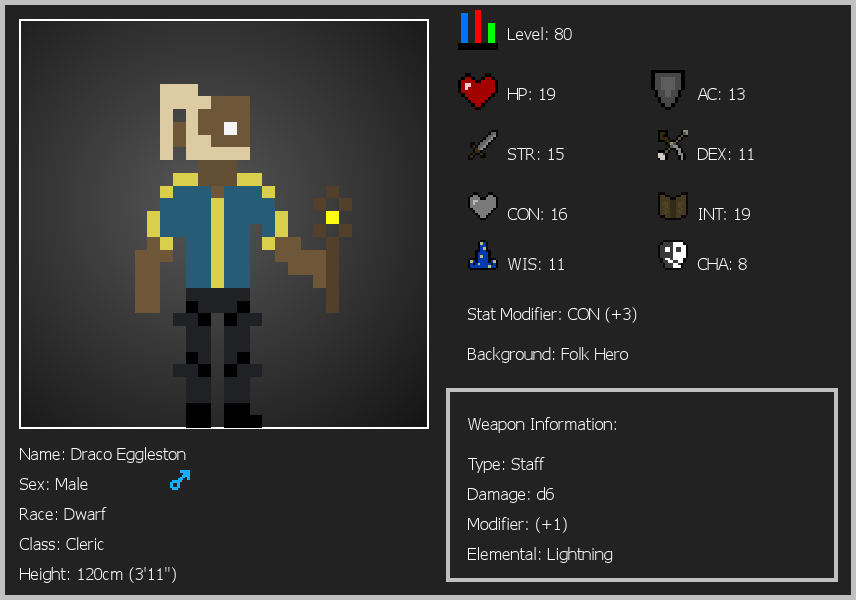 Level: 80
HP: 19
AC: 13
STR: 15
DEX: 11
CON: 16
INT: 19
WIS: 11
CHA: 8
Stat Modifier: CON (+3)
Background: Folk Hero
Weapon Information:
Type: Staff
Damage: d6
Modifier: (+1)
Elemental: Lightning
Name: Draco Eggleston
Sex: Male
Race: Dwarf
Class: Cleric
Height: 120cm (3'11")